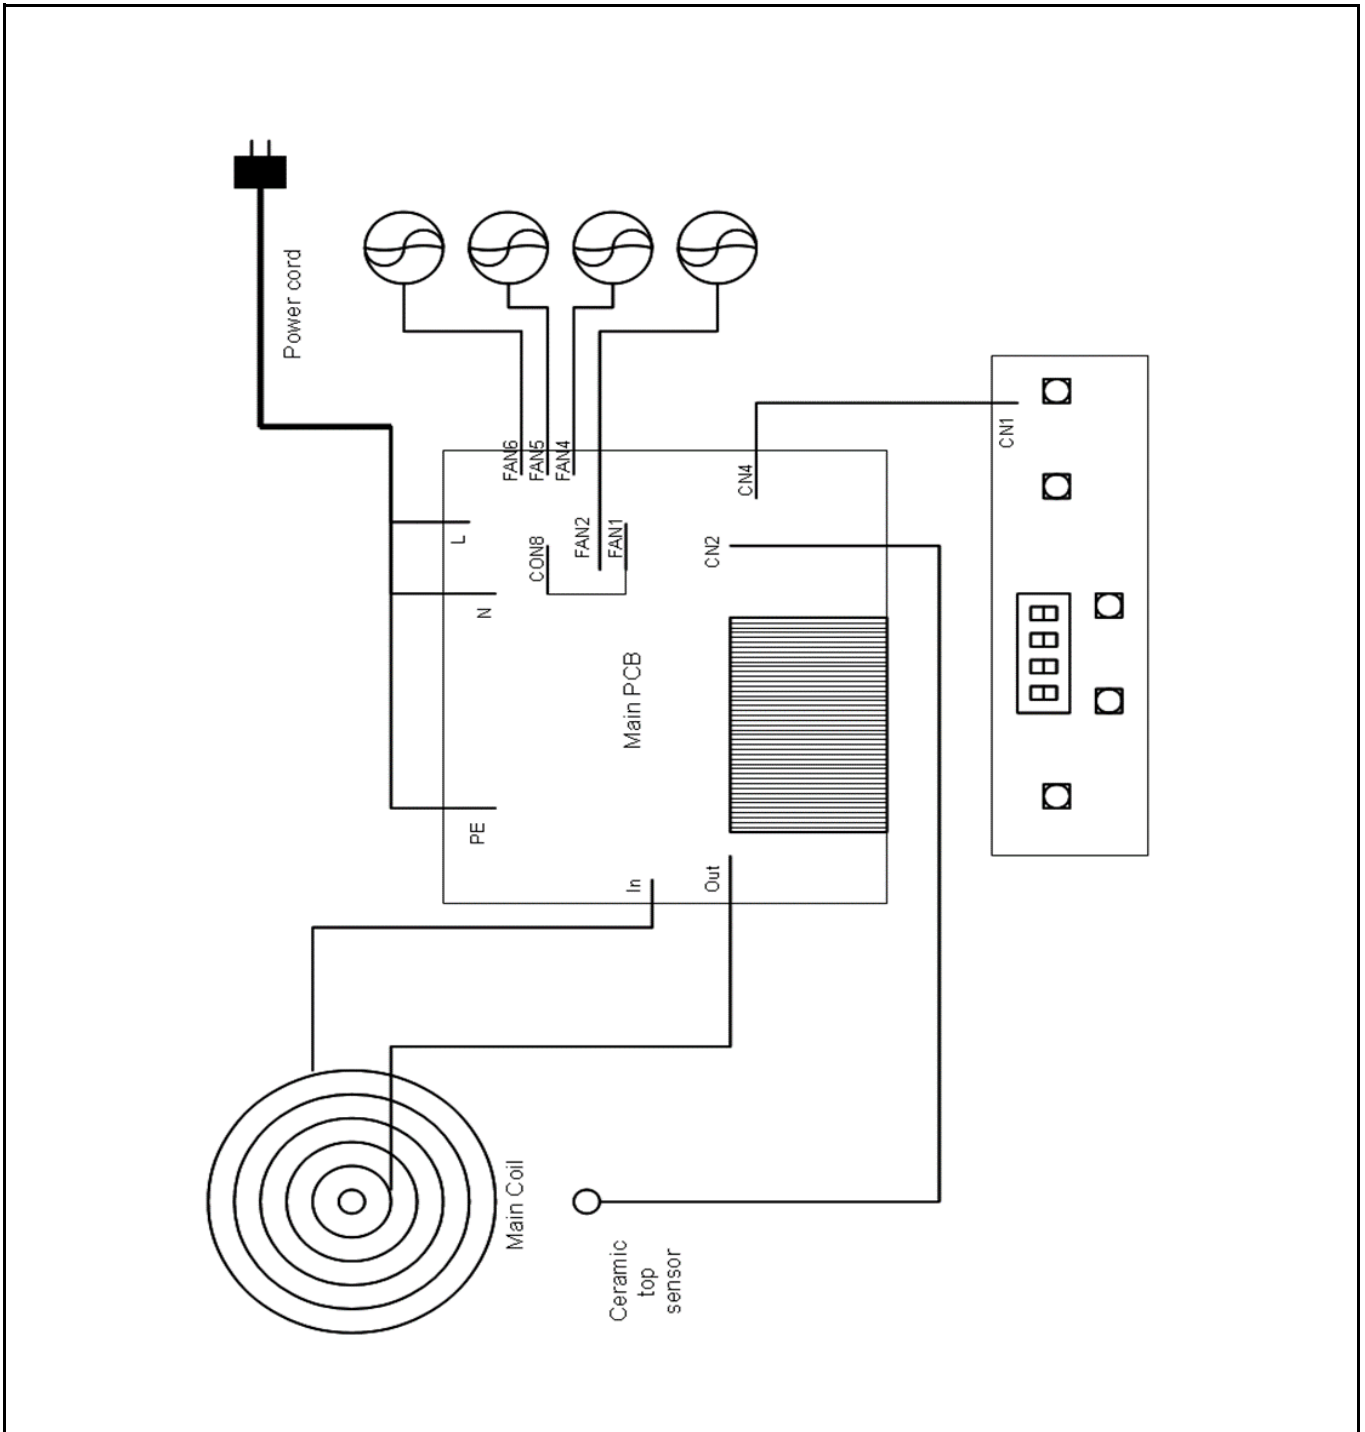 Power cord
FAN6
FAN5
FAN4
CN4
CN1
L
CON8
FAN2
FAN1
CN2
N
Main PCB
PE
In
Out
Main Coil
Ceramic
top
sensor